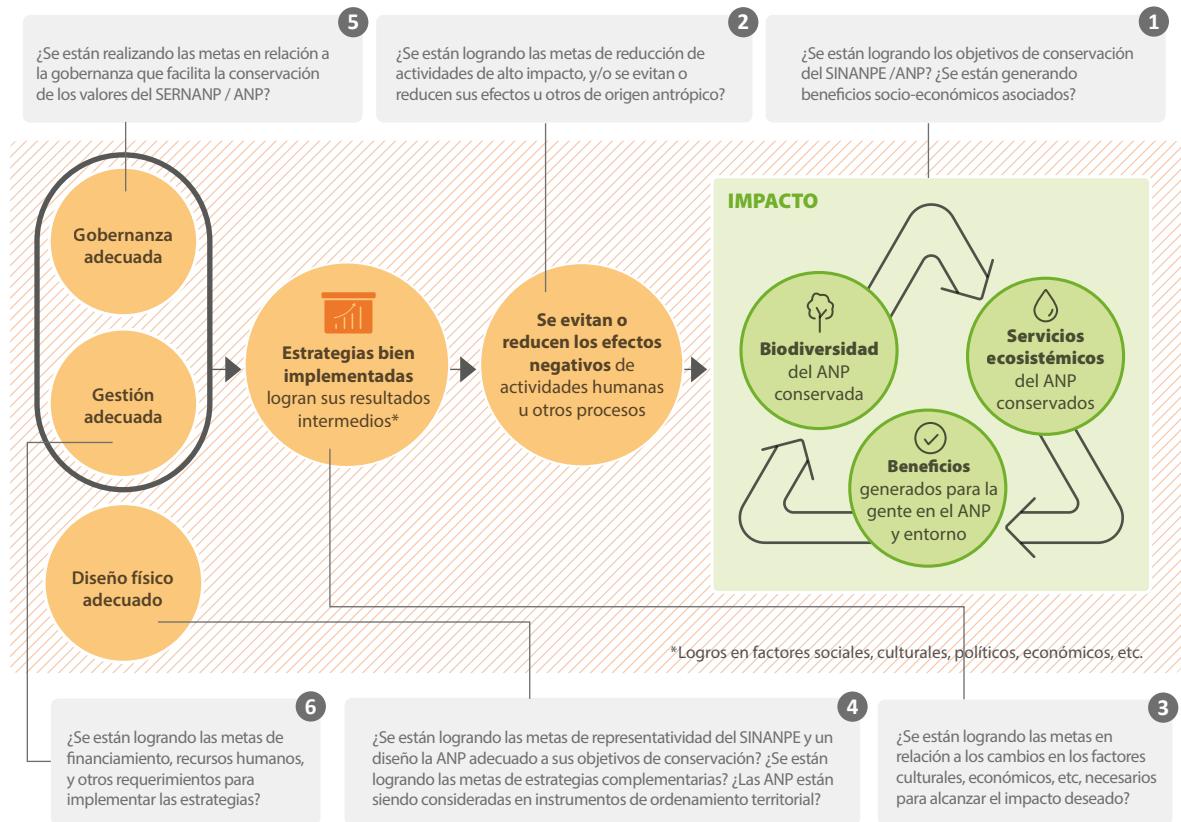 5
¿Se están realizando las metas en relación a
la gobernanza que facilita la conservación
de los valores del SERNANP / ANP?
2
¿Se están logrando las metas de reducción de
actividades de alto impacto, y/o se evitan o
reducen sus efectos u otros de origen antrópico?
1
¿Se están logrando los objetivos de conservación
del SINANPE /ANP? ¿Se están generando
beneficios socio-económicos asociados?
Gobernanza
adecuada
Gestión
adecuada
Diseño físico
adecuado
Estrategias bien
implementadas
logran sus resultados
intermedios*
Se evitan o
reducen los efectos
negativos de
actividades humanas
u otros procesos
IMPACTO
Biodiversidad
del ANP
conservada
Servicios
ecosistémicos
del ANP
conservados
Beneficios
generados para la
gente en el ANP
y entorno
*Logros en factores sociales, culturales, políticos, económicos, etc.
6
¿Se están logrando las metas de
financiamiento, recursos humanos,
y otros requerimientos para
implementar las estrategias?
4
¿Se están logrando las metas de representatividad del SINANPE y un
diseño la ANP adecuado a sus objetivos de conservación? ¿Se están
logrando las metas de estrategias complementarias? ¿Las ANP están
siendo consideradas en instrumentos de ordenamiento territorial?
3
¿Se están logrando las metas en
relación a los cambios en los factores
culturales, económicos, etc, necesarios
para alcanzar el impacto deseado?